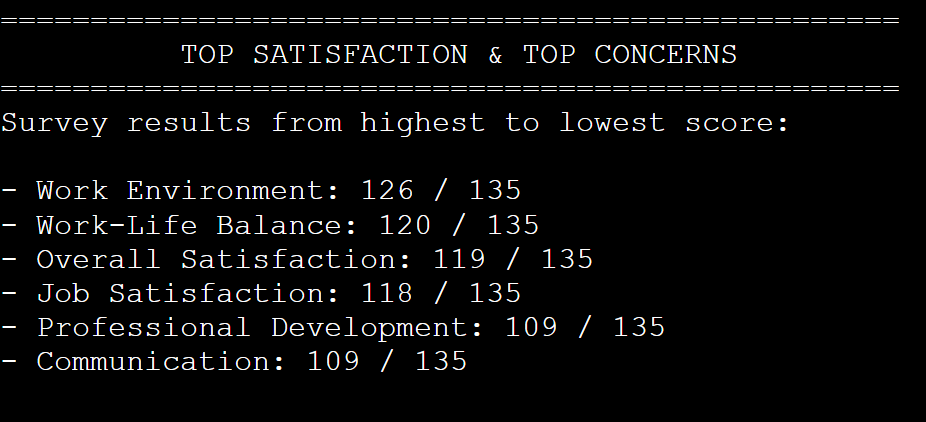 ==================================================
TOP SATISFACTION & TOP CONCERNS
==================================================
Survey results from highest to lowest score:
- Work Environment: 126 / 135
- Work-Life Balance: 120 / 135
- Overall Satisfaction: 119 / 135
- Job Satisfaction: 118 / 135
- Professional Development: 109 / 135
- Communication: 109 / 135